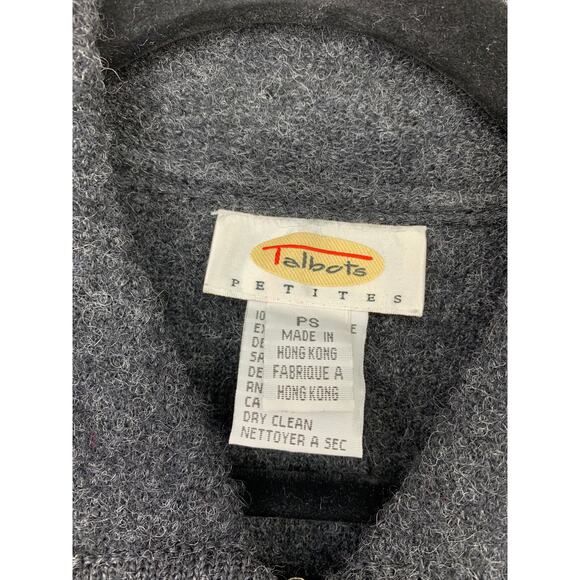 Talbots
PETITES
PS
MADE IN
HONG KONG
FABRIQUE A
HONG KONG
DRY CLEAN
NETTOYER A SEC